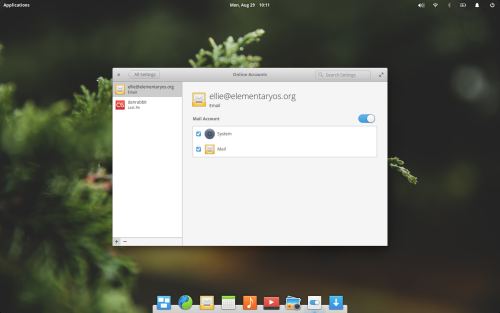 Applications
Mon, Aug 29 10:11
All Settings
Online Accounts
Search Settings
ellie@elementaryos.org
Email
danrabbit
Last.fm
ellie@elementaryos.org
Email
Mail Account
System
Mail